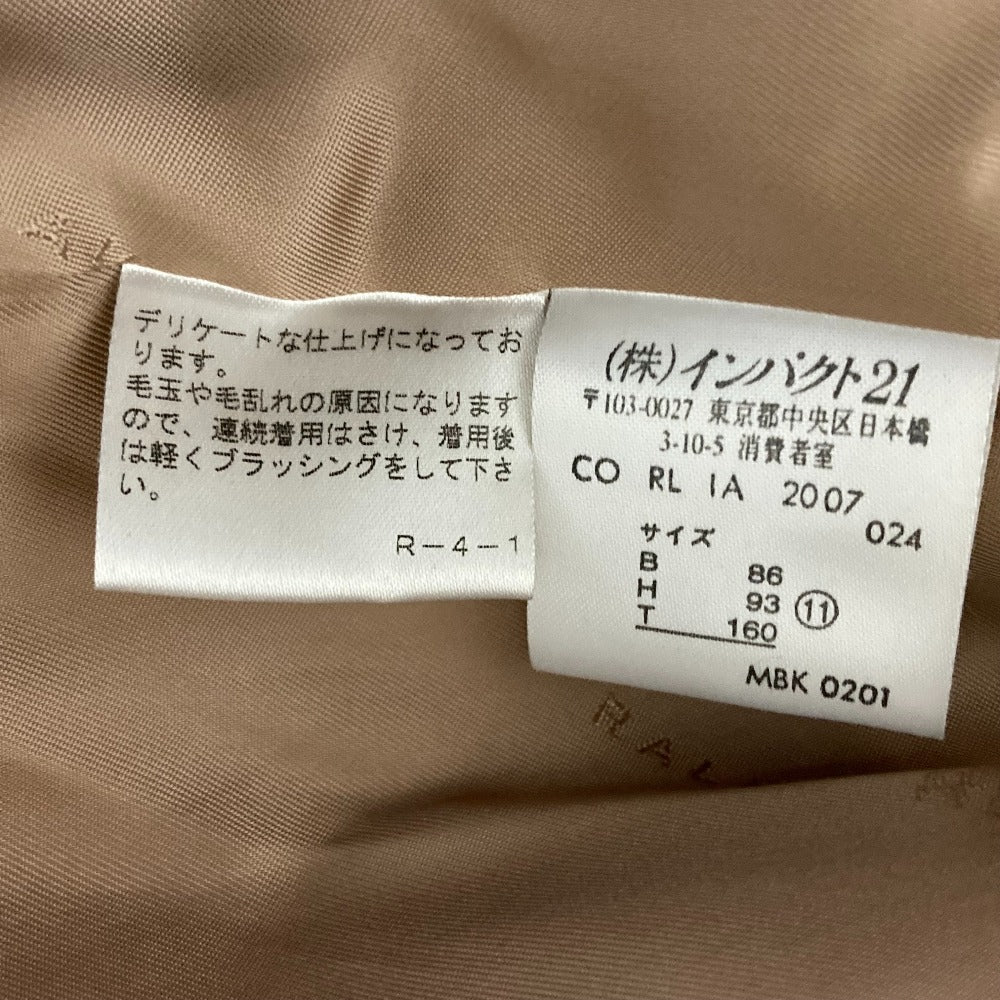 デリケートな仕上げになってお
ります。
毛玉や毛乱れの原因になります
ので、連続着用はさけ、着用後
は軽くブラッシングをして下さ
い。
R-4-1
(株)インパクト21
〒103-0027 東京都中央区日本橋
3-10-5 消費者室
CO RL IA 2007
024
サイズ
B 86
H 93 ⑪
T 160
MBK 0201
RAL